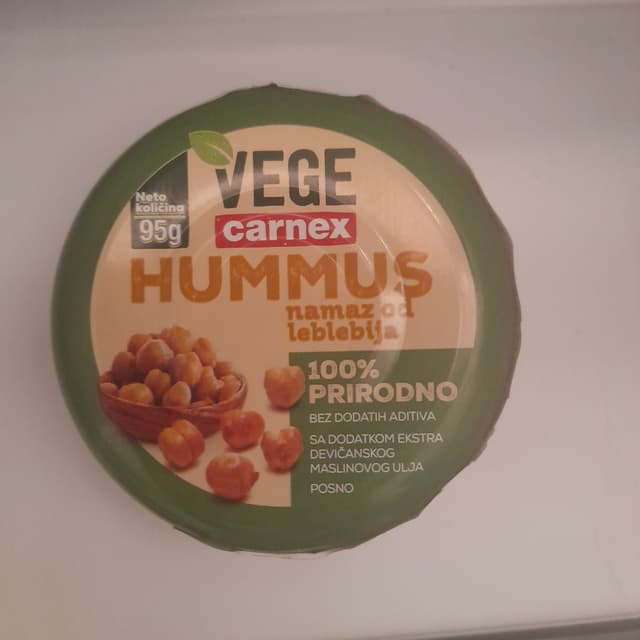 VEGE
carnex
Neto
količina
95g
HUMMUS
namaz od
leblebija
100%
PRIRODNO
BEZ DODATIH ADITIVA
SA DODATKOM EKSTRA
DEVIČANSKOG
MASLINOVOG ULJA
POSNO